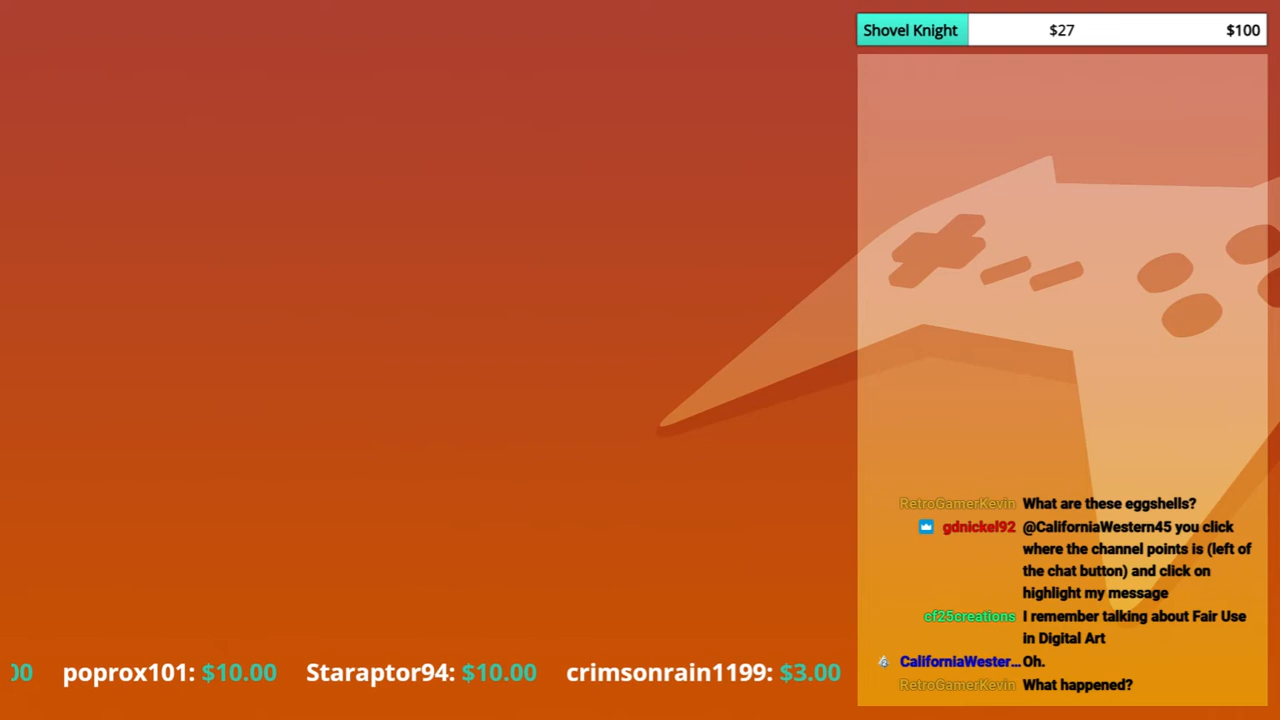 Shovel Knight $27 $100
RetroGamerKevin What are these eggshells?
gdnickel92 @CaliforniaWestern45 you click
where the channel points is (left of
the chat button) and click on
highlight my message
cf25creations I remember talking about Fair Use
in Digital Art
CaliforniaWester... Oh.
RetroGamerKevin What happened?
00 poprox101: $10.00 Staraptor94: $10.00 crimsonrain1199: $3.00